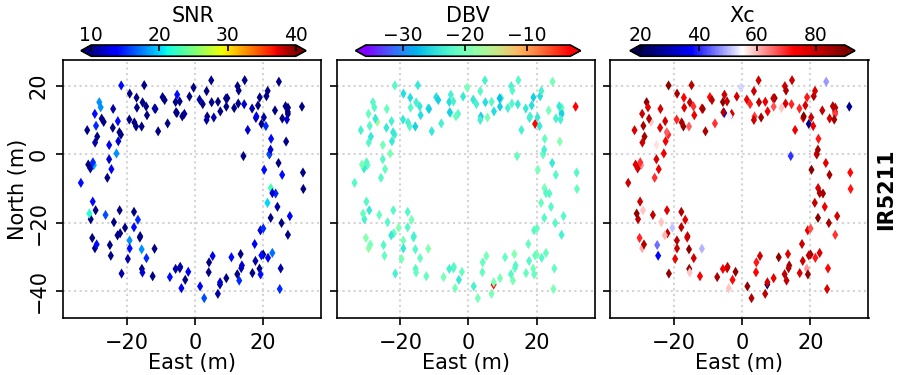 SNR DBV Xc
10 20 30 40 −30 −20 −10 20 40 60 80
North (m)
20
0
−20
−40
IR5211
−20 0 20 −20 0 20 −20 0 20
East (m) East (m) East (m)